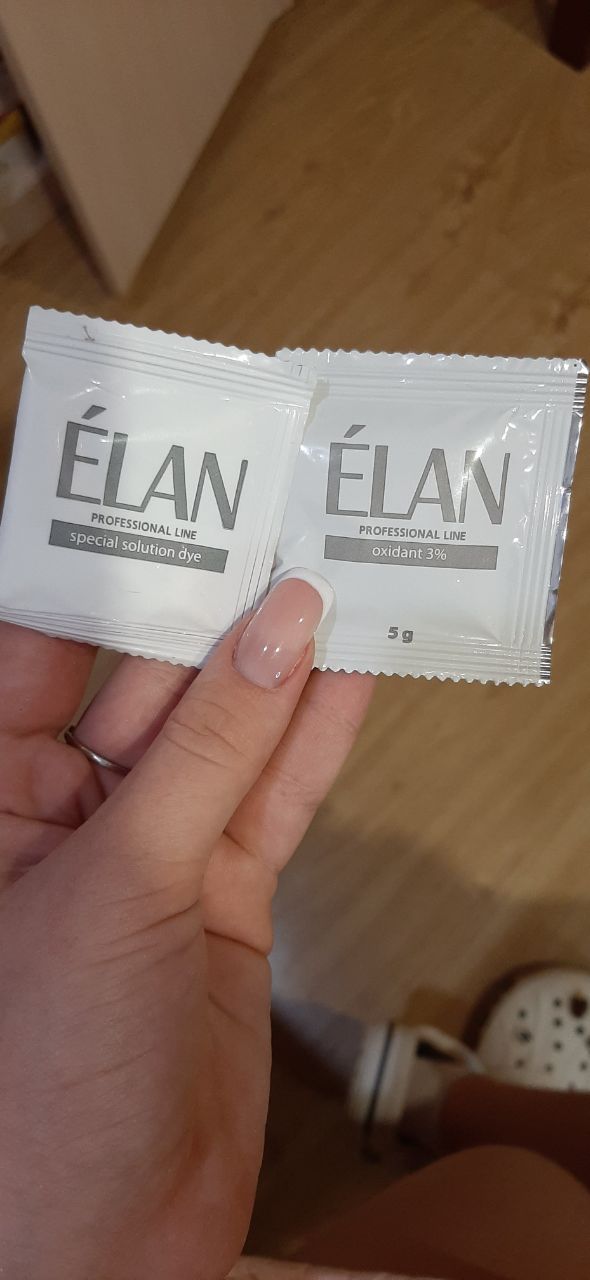 ÉLAN
PROFESSIONAL LINE
special solution dye
ÉLAN
PROFESSIONAL LINE
oxidant 3%
5 g